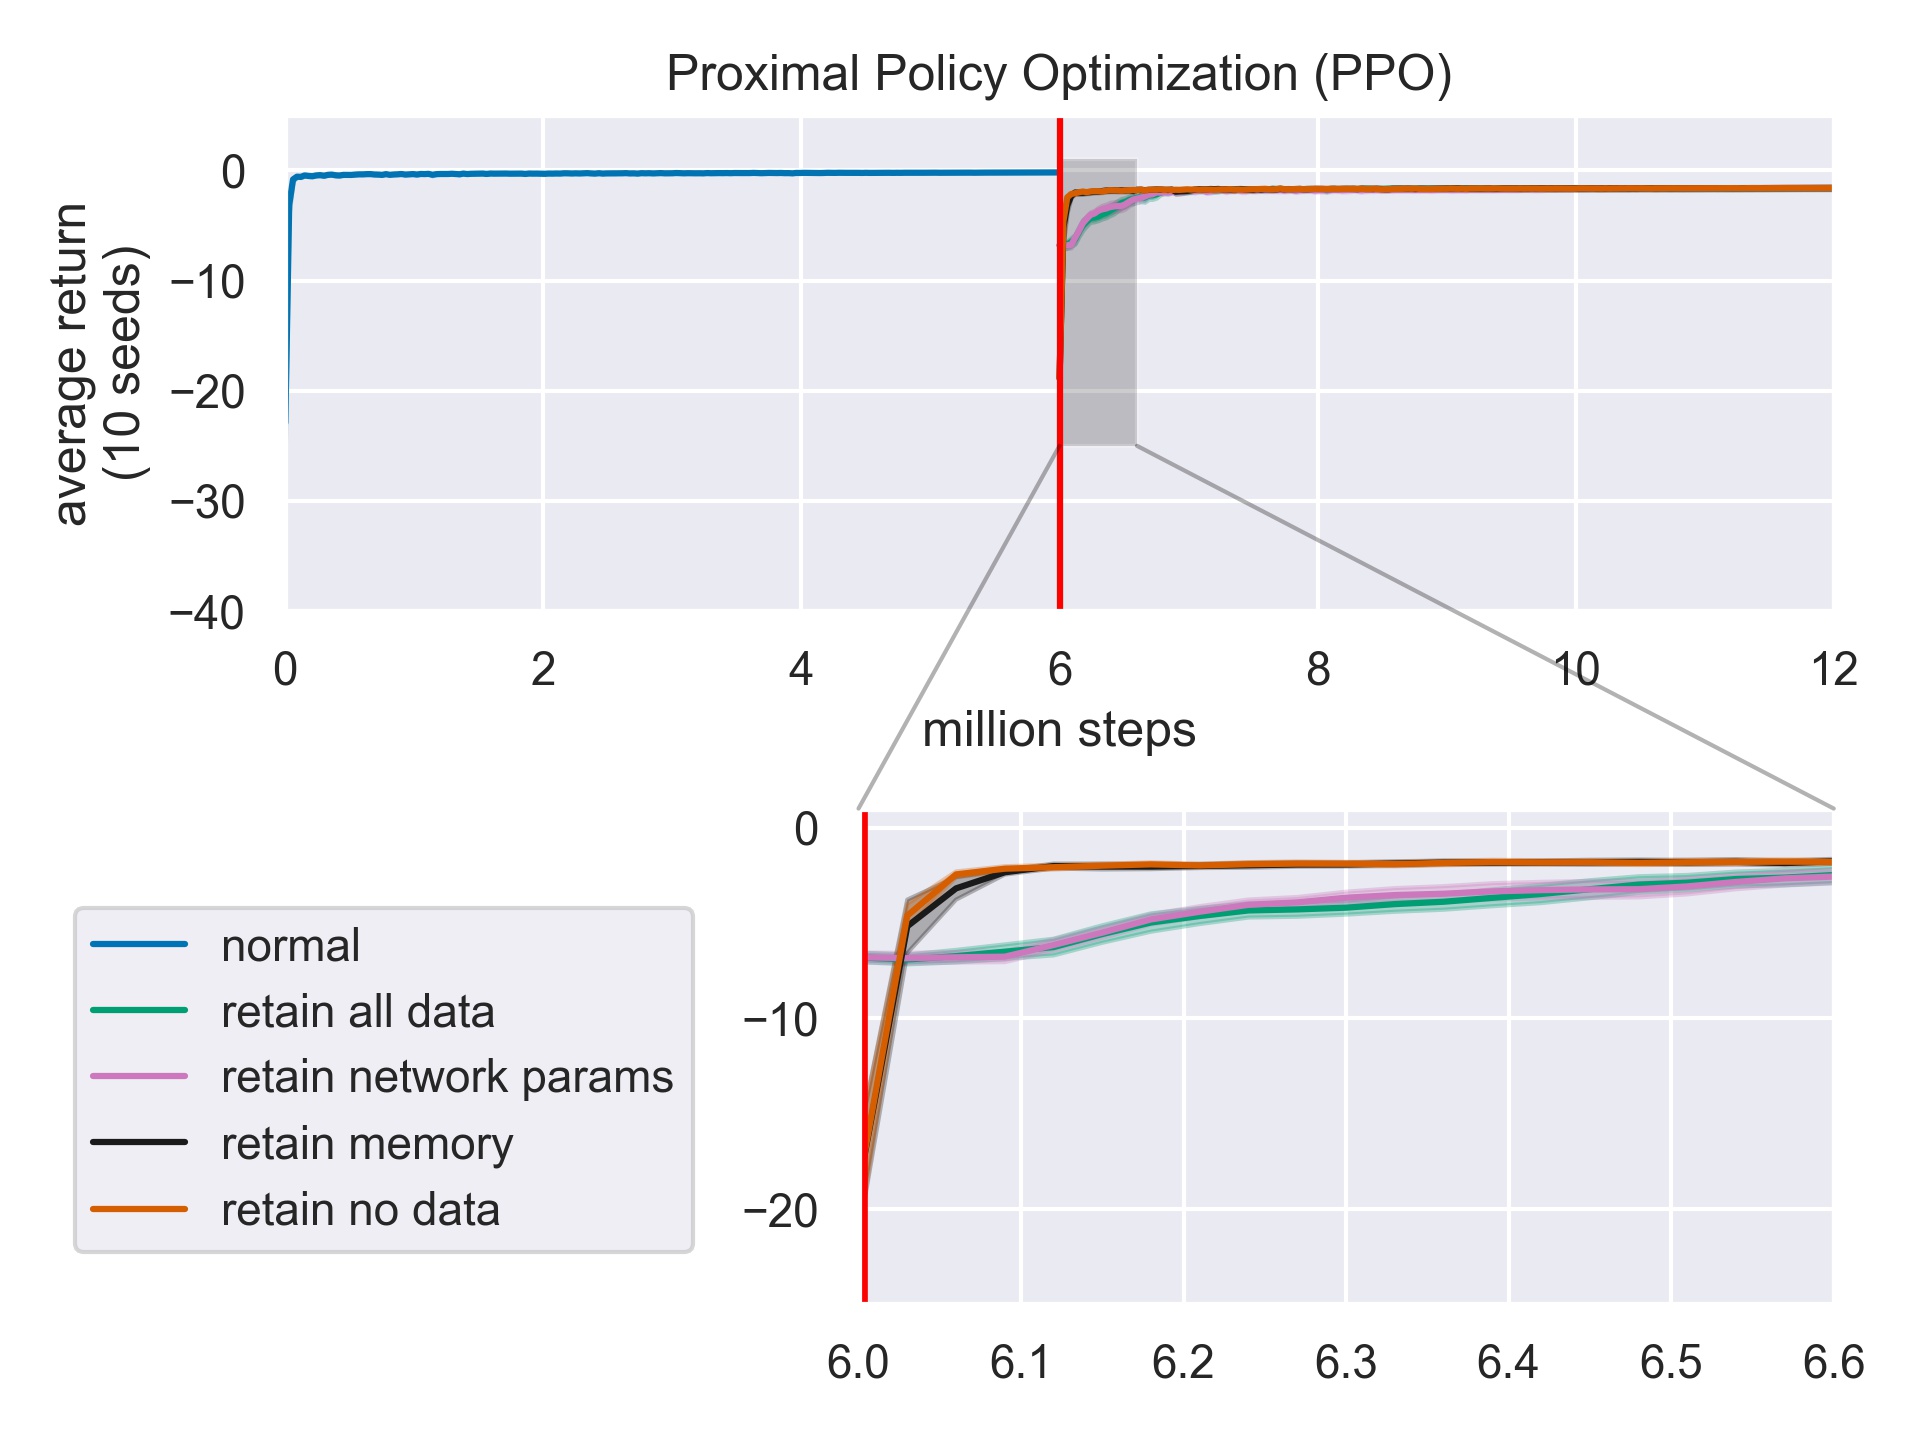 Proximal Policy Optimization (PPO)
average return
(10 seeds)
0
−10
−20
−30
−40
0 2 4 6 8 10 12
million steps
0
−10
−20
6.0 6.1 6.2 6.3 6.4 6.5 6.6
normal
retain all data
retain network params
retain memory
retain no data